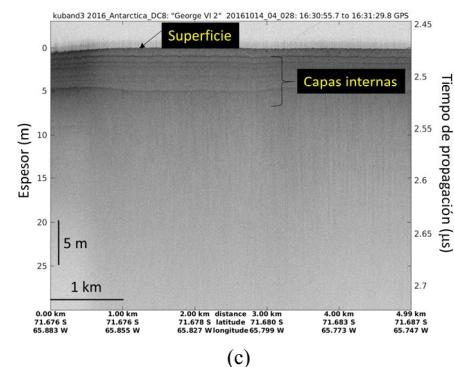 kuband3 2016_Antarctica_DC8: "George VI 2" 20161014_04_028: 16:30:55.7 to 16:31:29.8 GPS
2.45
Superficie
0
2.5
Capas internas
5
2.55
10
Espesor (m)
Tiempo de propagación (μs)
15
2.6
20
2.65
5 m
25
2.7
1 km
0.00 km 1.00 km 2.00 km distance 3.00 km 4.00 km 4.99 km
71.676 S 71.676 S 71.678 S latitude 71.680 S 71.683 S 71.687 S
65.883 W 65.855 W 65.827 W longitude 65.799 W 65.773 W 65.747 W
(c)